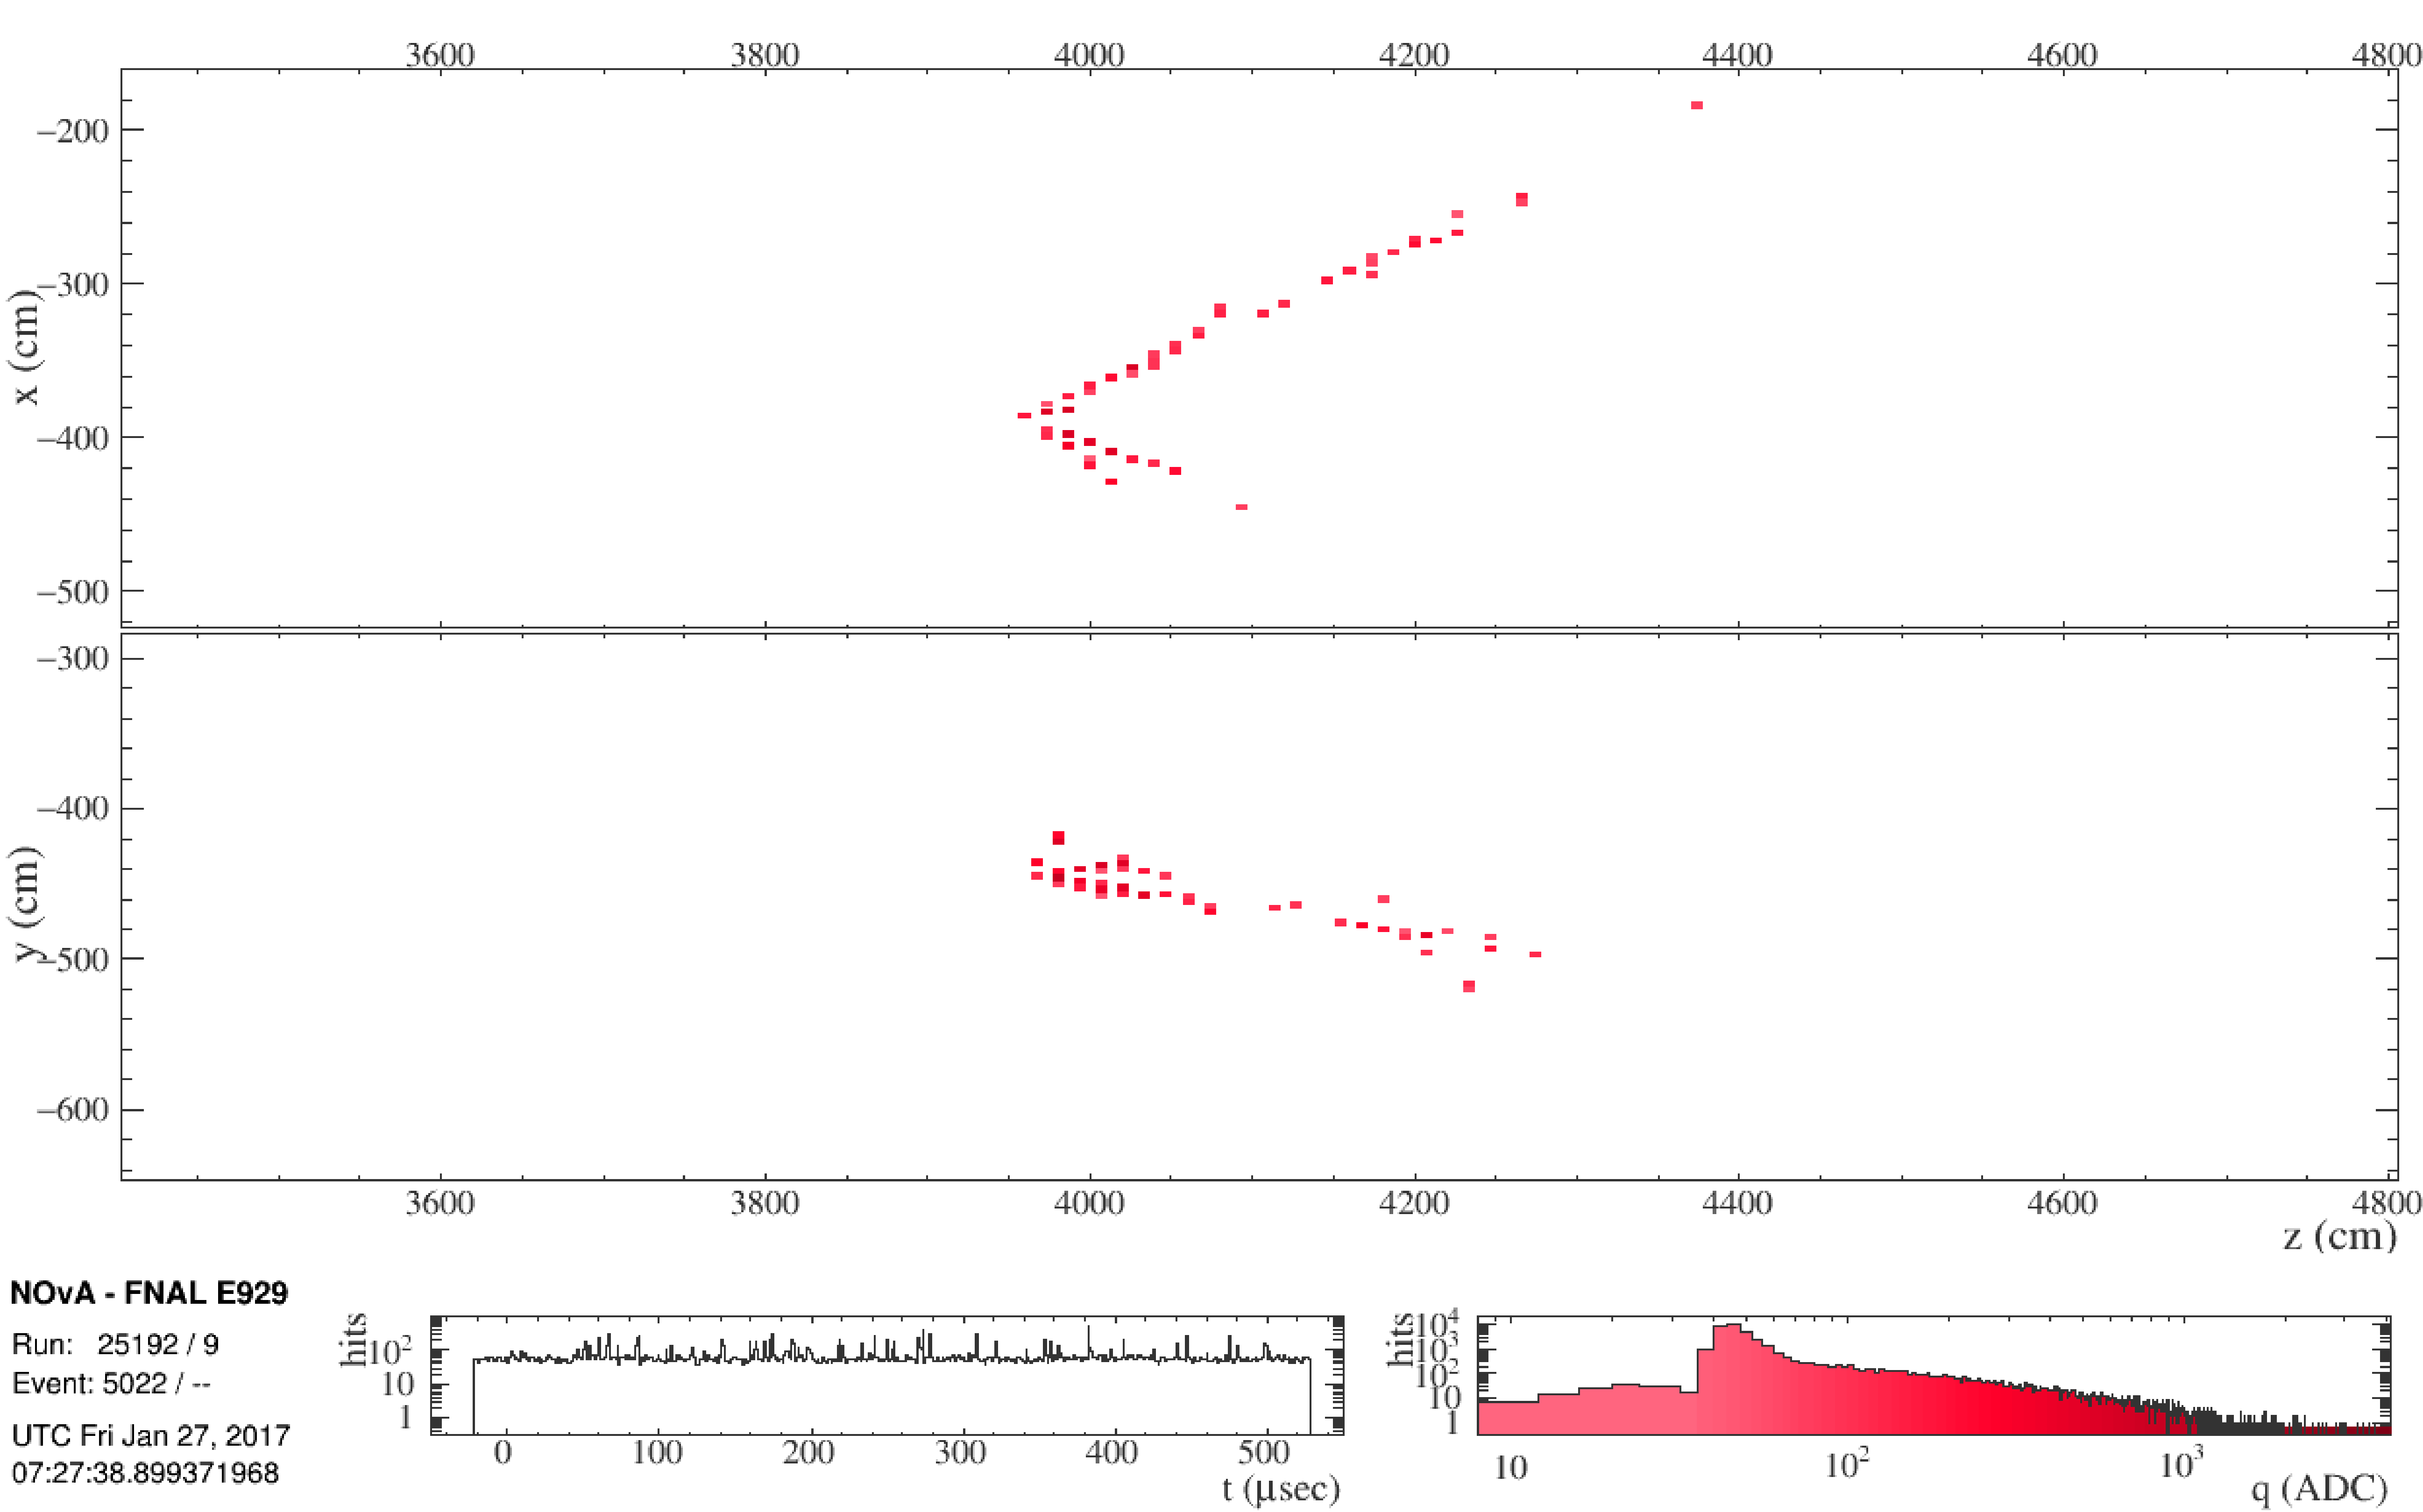 3600 3800 4000 4200 4400 4600 4800
−200
−300
−400
−500
x (cm)
−300
−400
−500
−600
y (cm)
3600 3800 4000 4200 4400 4600 4800
z (cm)
NOvA - FNAL E929
Run: 25192 / 9
Event: 5022 / --
UTC Fri Jan 27, 2017
07:27:38.899371968
hits
10²
10
1
0 100 200 300 400 500
t (μsec)
hits
10⁴
10³
10²
10
1
10 10² 10³
q (ADC)